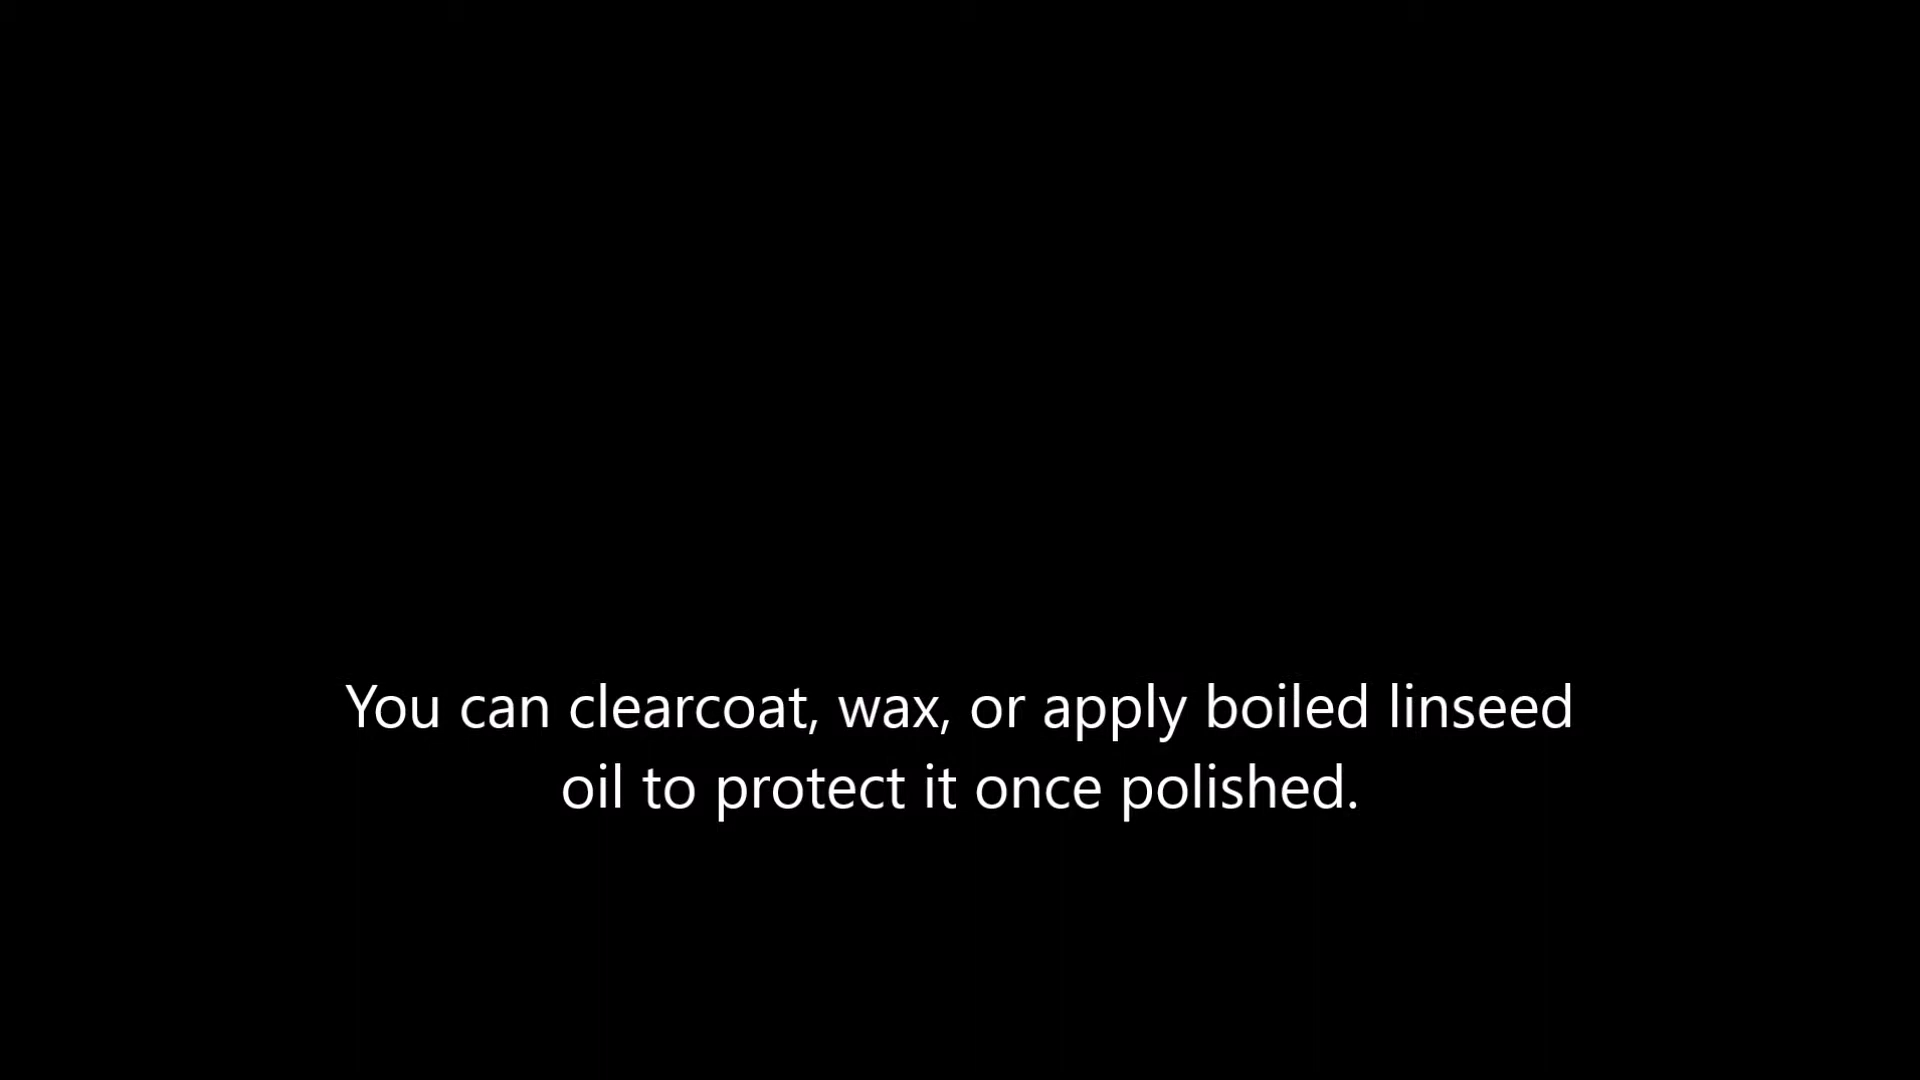 You can clearcoat, wax, or apply boiled linseed
oil to protect it once polished.